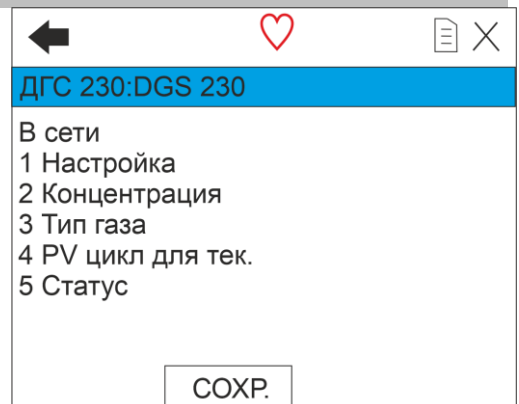 ДГС 230:DGS 230
В сети
1 Настройка
2 Концентрация
3 Тип газа
4 PV цикл для тек.
5 Статус
СОХР.